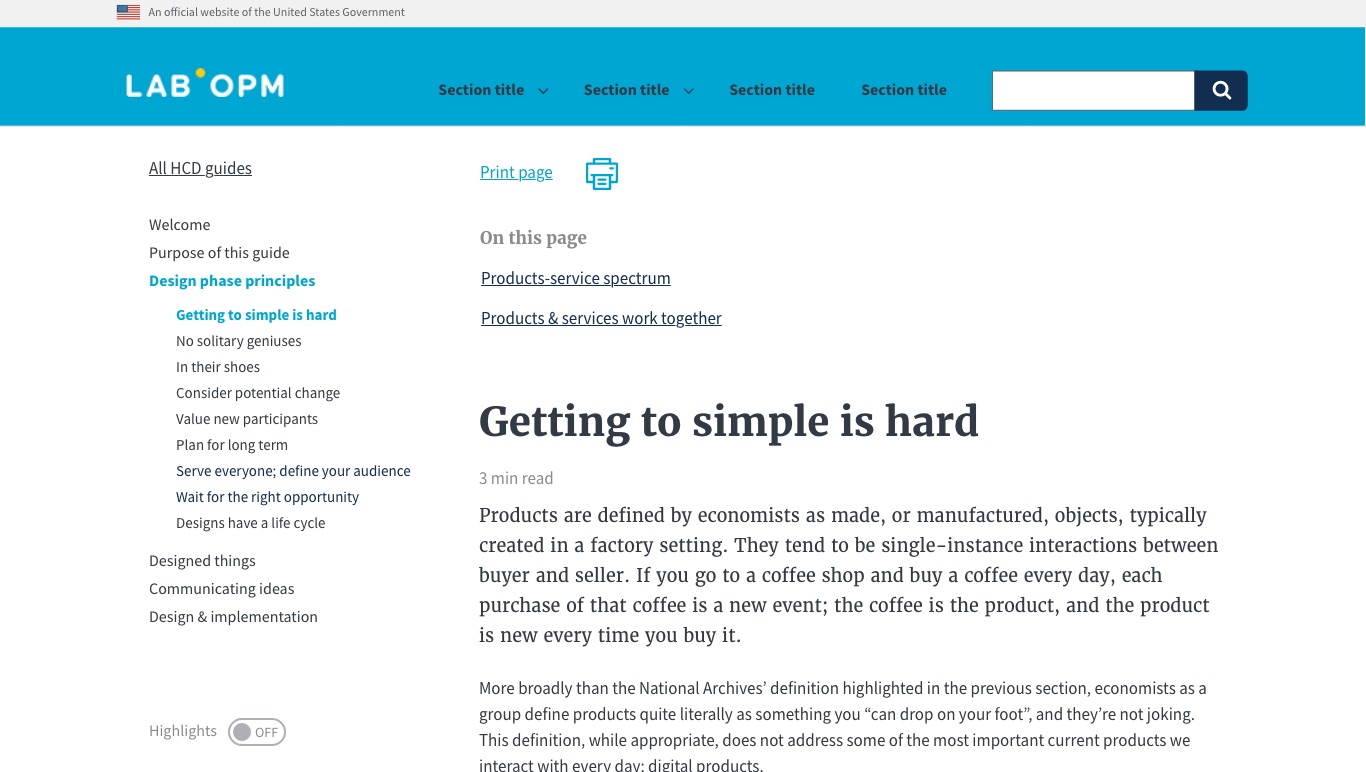 An official website of the United States Government
LAB OPM
Section title
Section title
Section title
Section title
All HCD guides
Welcome
Purpose of this guide
Design phase principles
Getting to simple is hard
No solitary geniuses
In their shoes
Consider potential change
Value new participants
Plan for long term
Serve everyone; define your audience
Wait for the right opportunity
Designs have a life cycle
Designed things
Communicating ideas
Design & implementation
Highlights OFF
Print page
On this page
Products-service spectrum
Products & services work together
Getting to simple is hard
3 min read
Products are defined by economists as made, or manufactured, objects, typically
created in a factory setting. They tend to be single-instance interactions between
buyer and seller. If you go to a coffee shop and buy a coffee every day, each
purchase of that coffee is a new event; the coffee is the product, and the product
is new every time you buy it.
More broadly than the National Archives’ definition highlighted in the previous section, economists as a
group define products quite literally as something you “can drop on your foot”, and they’re not joking.
This definition, while appropriate, does not address some of the most important current products we
interact with every day: digital products.